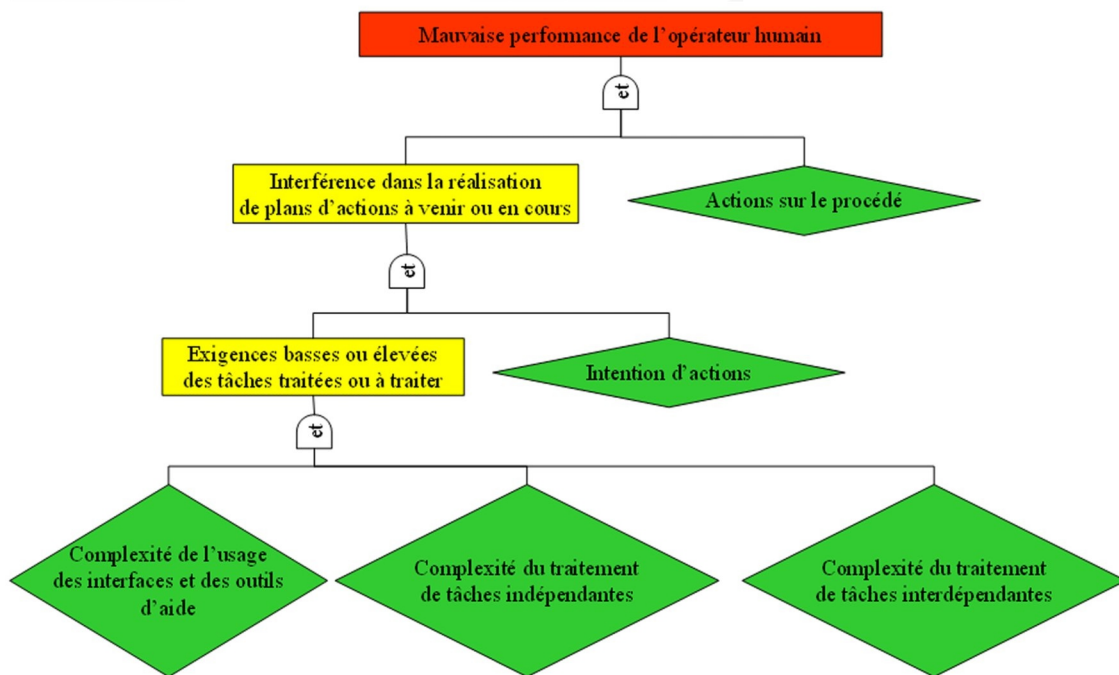 Mauvaise performance de l’opérateur humain
et
Interférence dans la réalisation
de plans d’actions à venir ou en cours
Actions sur le procédé
et
Exigences basses ou élevées
des tâches traitées ou à traiter
Intention d’actions
et
Complexité de l’usage
des interfaces et des outils
d’aide
Complexité du traitement
de tâches indépendantes
Complexité du traitement
de tâches interdépendantes